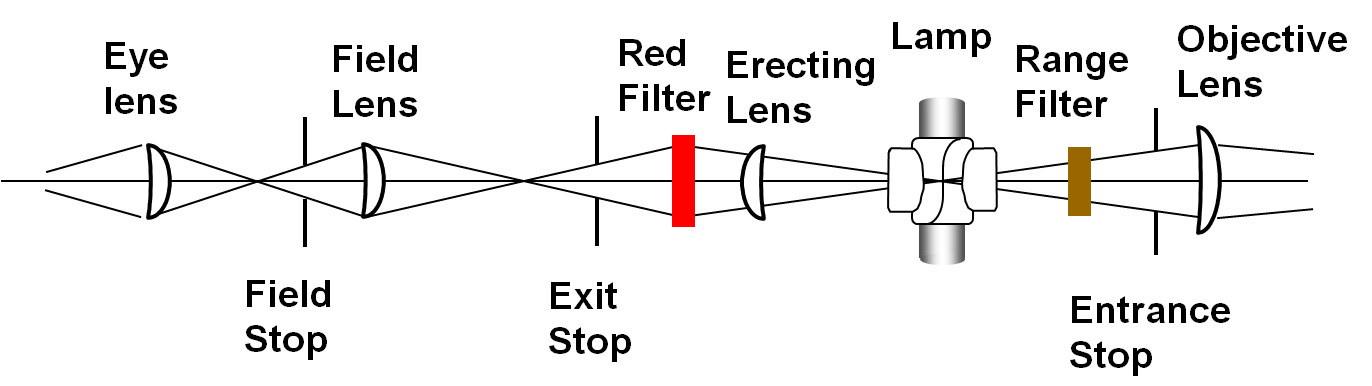 Eye
lens
Field
Lens
Red
Filter
Erecting
Lens
Lamp
Range
Filter
Objective
Lens
Field
Stop
Exit
Stop
Entrance
Stop